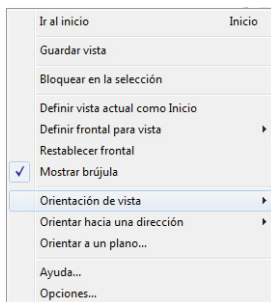 Ir al inicio Inicio
Guardar vista
Bloquear en la selección
Definir vista actual como Inicio
Definir frontal para vista
Restablecer frontal
Mostrar brújula
Orientación de vista
Orientar hacia una dirección
Orientar a un plano...
Ayuda...
Opciones...